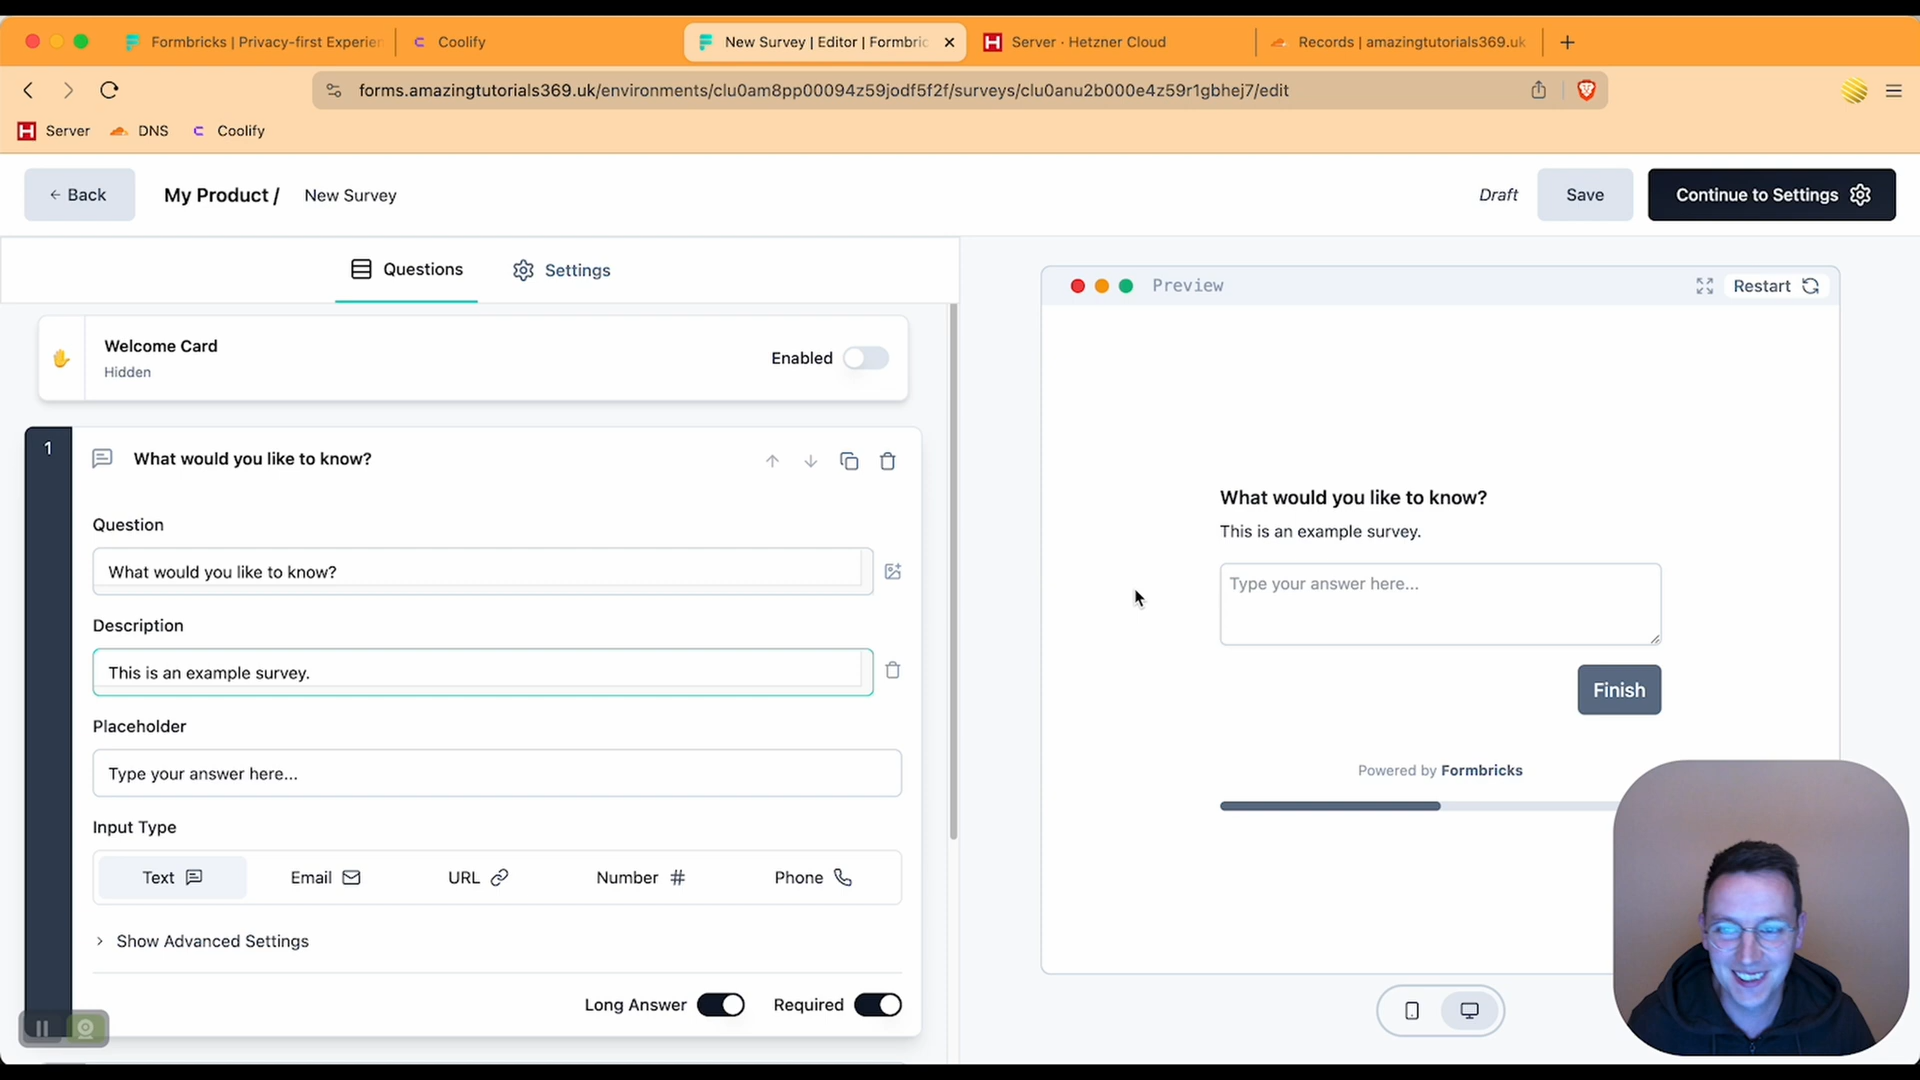 Formbricks | Privacy-first Experien
Coolify
New Survey | Editor | Formbric
Server · Hetzner Cloud
Records | amazingtutorials369.uk
forms.amazingtutorials369.uk/environments/clu0am8pp00094z59jodf5f2f/surveys/clu0anu2b000e4z59r1gbhej7/edit
Server
DNS
Coolify
← Back
My Product /
New Survey
Draft
Save
Continue to Settings
Questions
Settings
Welcome Card
Hidden
Enabled
1
What would you like to know?
Question
What would you like to know?
Description
This is an example survey.
Placeholder
Type your answer here...
Input Type
Text
Email
URL
Number
Phone
Show Advanced Settings
Long Answer
Required
Preview
Restart
What would you like to know?
This is an example survey.
Type your answer here...
Finish
Powered by Formbricks